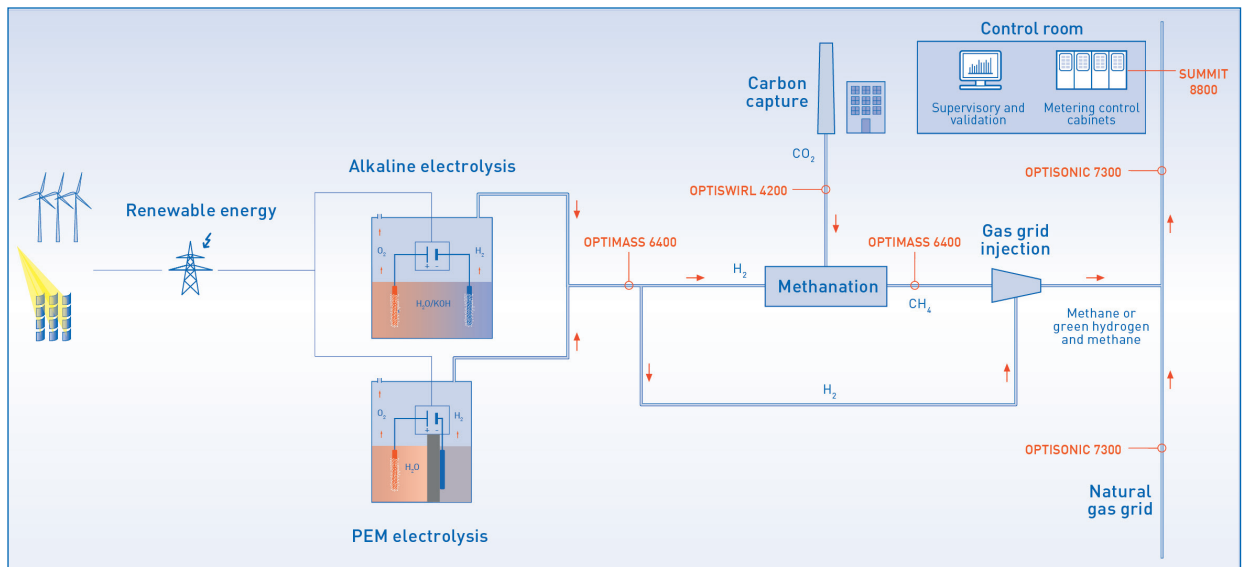 Control room
SUMMIT
8800
Supervisory and
validation
Metering control
cabinets
Carbon
capture
CO₂
OPTISWIRL 4200
OPTISONIC 7300
Alkaline electrolysis
Renewable energy
O₂
H₂
+ -
H₂O/KOH
OPTIMASS 6400
H₂
Methanation
OPTIMASS 6400
CH₄
Gas grid
injection
Methane or
green hydrogen
and methane
H₂
O₂
H₂
+ -
H₂O
PEM electrolysis
OPTISONIC 7300
Natural
gas grid